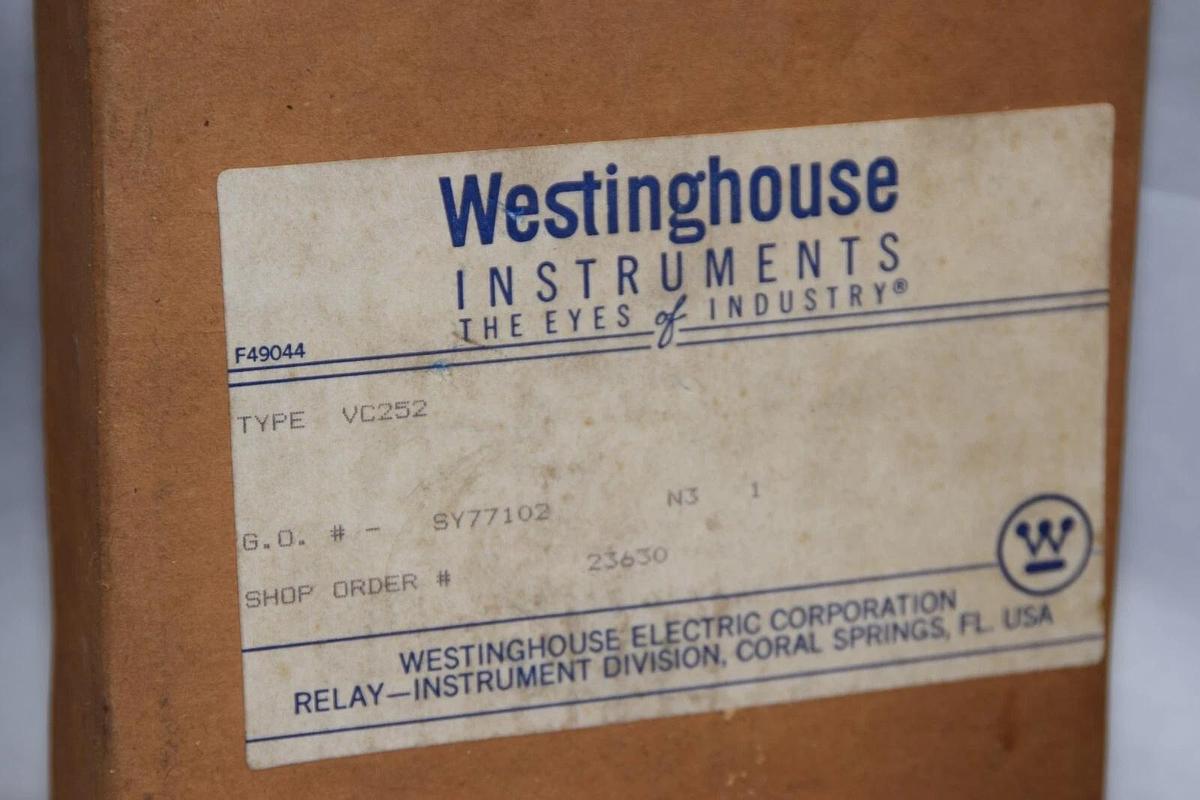 Westinghouse
INSTRUMENTS
THE EYES of INDUSTRY®
F49044
TYPE VC252
G.O. # - SY77102 N3 1
SHOP ORDER # 23630
W
WESTINGHOUSE ELECTRIC CORPORATION
RELAY—INSTRUMENT DIVISION, CORAL SPRINGS, FL. USA